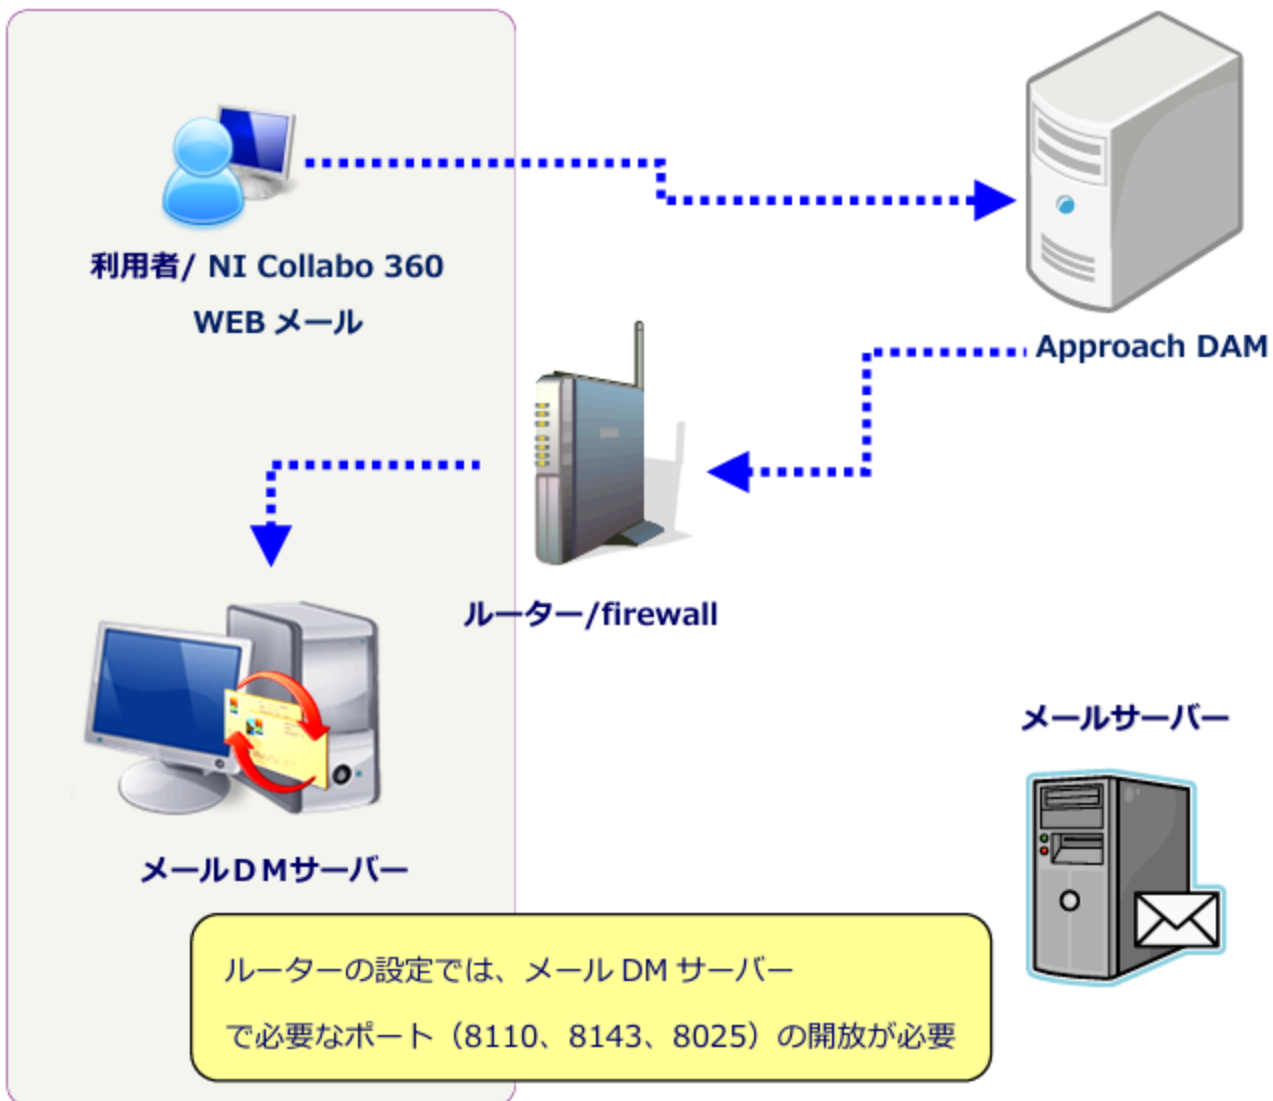 利用者/ NI Collabo 360
WEB メール
Approach DAM
ルーター/firewall
メールサーバー
メールＤＭサーバー
ルーターの設定では、メール DM サーバー
で必要なポート（8110、8143、8025）の開放が必要